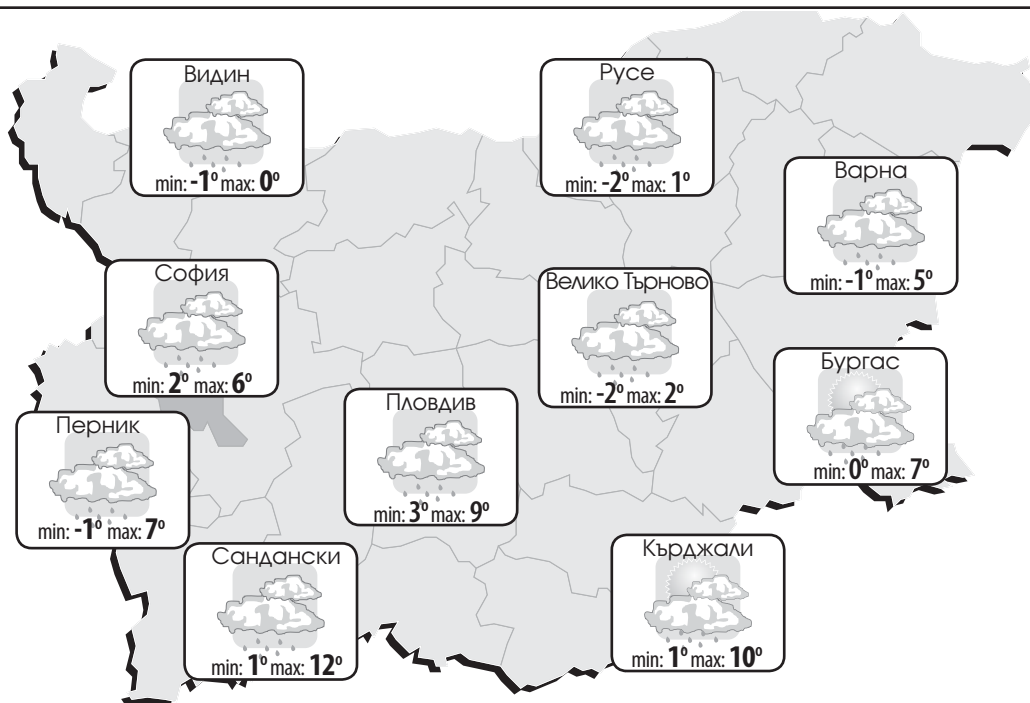 Видин
min: -1° max: 0°
Русе
min: -2° max: 1°
Варна
min: -1° max: 5°
София
min: 2° max: 6°
Велико Търново
min: -2° max: 2°
Бургас
min: 0° max: 7°
Пловдив
min: 3° max: 9°
Перник
min: -1° max: 7°
Сандански
min: 1° max: 12°
Кърджали
min: 1° max: 10°